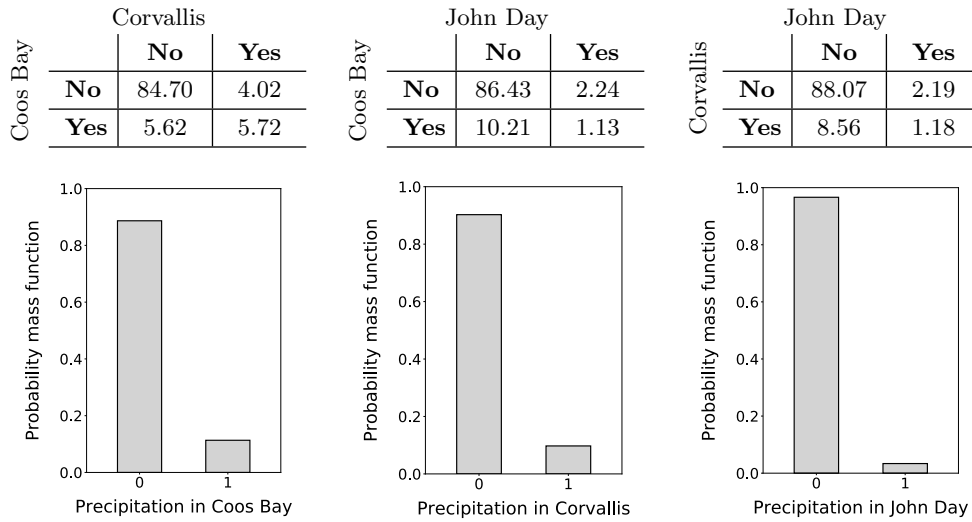 Corvallis
Coos Bay
No Yes
No 84.70 4.02
Yes 5.62 5.72
John Day
Coos Bay
No Yes
No 86.43 2.24
Yes 10.21 1.13
John Day
Corvallis
No Yes
No 88.07 2.19
Yes 8.56 1.18
Probability mass function
1.0
0.8
0.6
0.4
0.2
0.0
0 1
Precipitation in Coos Bay
Probability mass function
1.0
0.8
0.6
0.4
0.2
0.0
0 1
Precipitation in Corvallis
Probability mass function
1.0
0.8
0.6
0.4
0.2
0.0
0 1
Precipitation in John Day